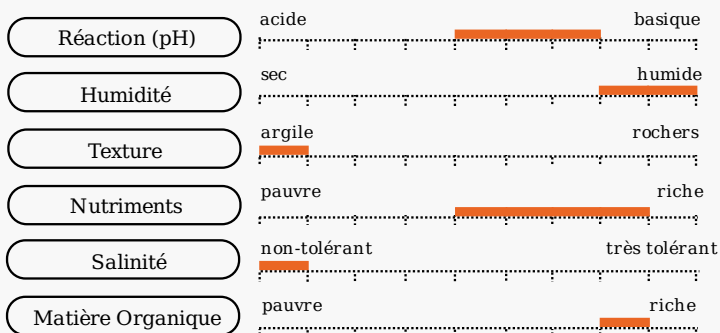 acide basique
Réaction (pH)
sec humide
Humidité
argile rochers
Texture
pauvre riche
Nutriments
non-tolérant très tolérant
Salinité
pauvre riche
Matière Organique